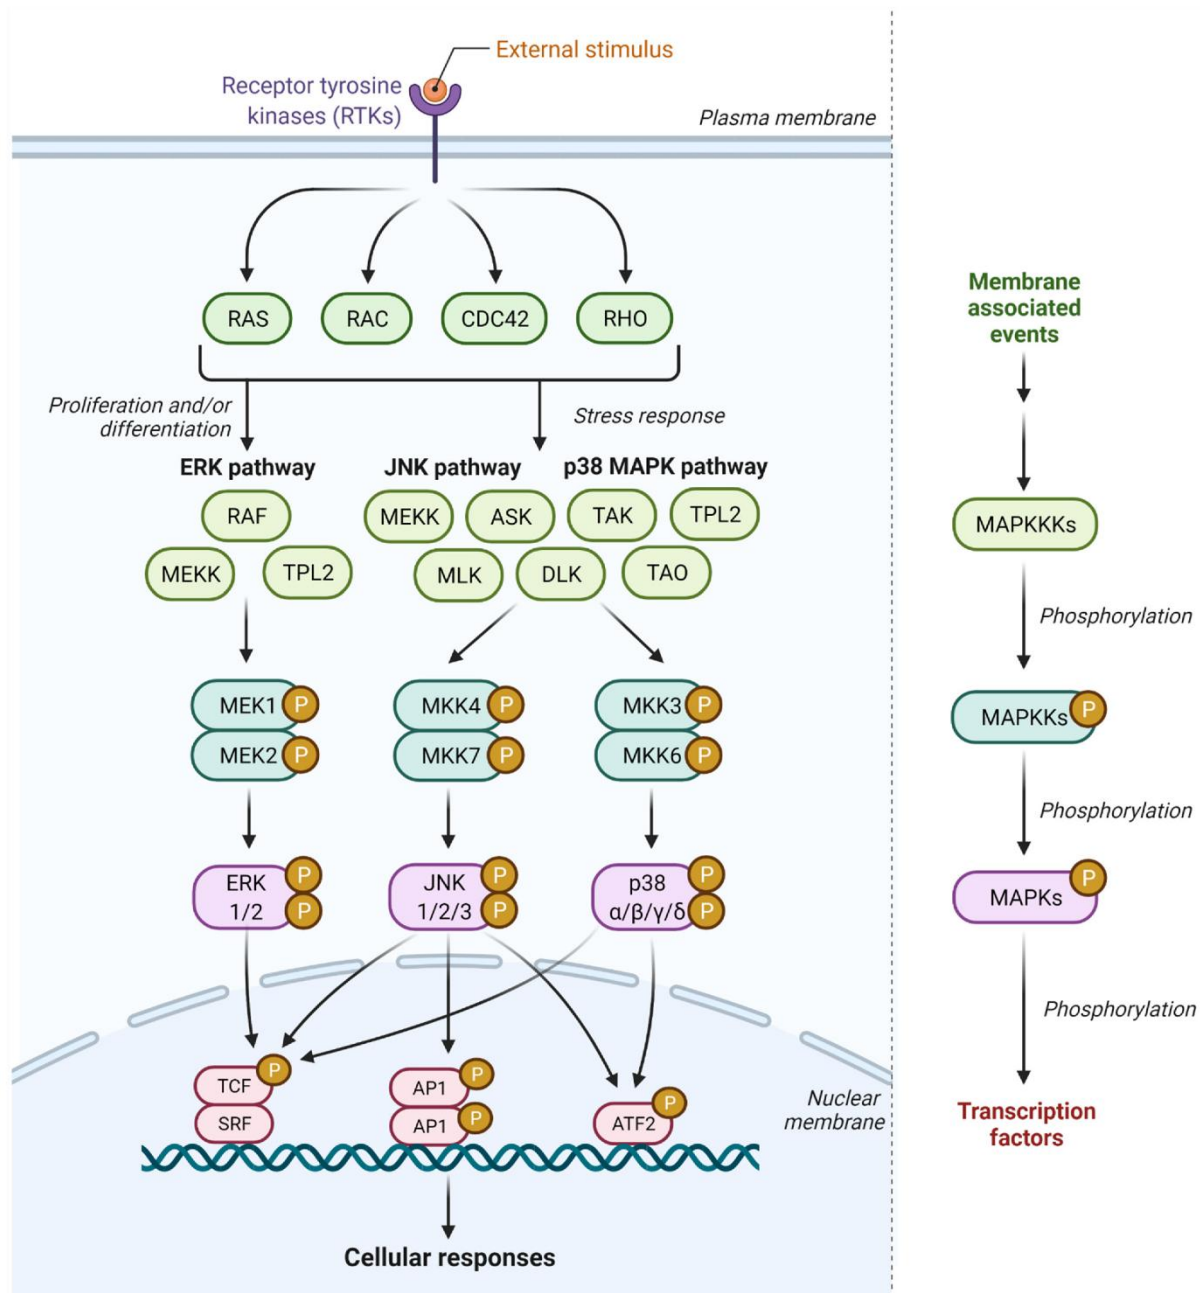 External stimulus
Receptor tyrosine
kinases (RTKs)
Plasma membrane
RAS
RAC
CDC42
RHO
Proliferation and/or
differentiation
Stress response
ERK pathway
JNK pathway
p38 MAPK pathway
RAF
MEKK
TPL2
MEKK
ASK
TAK
TPL2
MLK
DLK
TAO
MEK1 P
MEK2 P
MKK4 P
MKK7 P
MKK3 P
MKK6 P
ERK P
1/2 P
JNK P
1/2/3 P
p38 P
α/β/γ/δ P
TCF P
SRF
AP1 P
AP1 P
ATF2 P
Nuclear
membrane
Cellular responses
Membrane
associated
events
MAPKKKs
Phosphorylation
MAPKKs P
Phosphorylation
MAPKs P
Phosphorylation
Transcription
factors